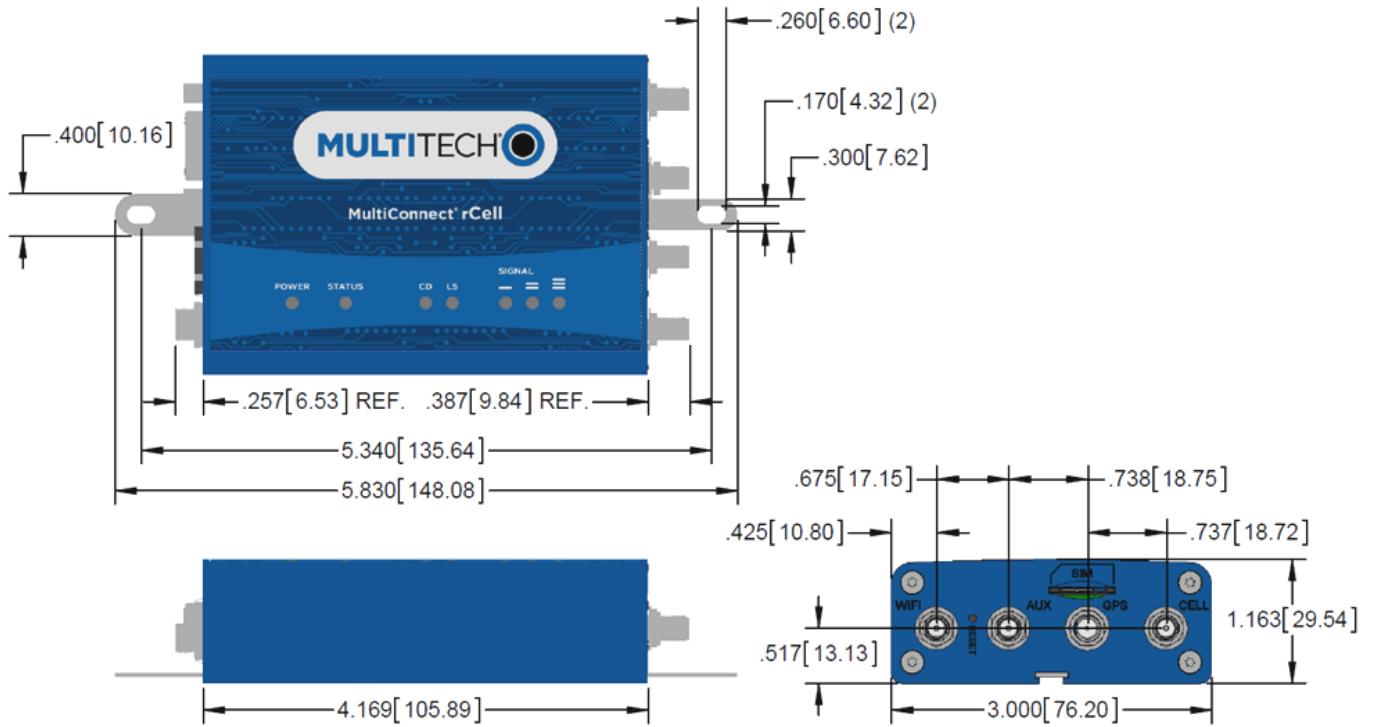 .260[6.60] (2)
.170[4.32] (2)
.400[10.16]
.300[7.62]
MULTITECH®
MultiConnect® rCell
SIGNAL
POWER STATUS CD LS
.257[6.53] REF. .387[9.84] REF.
5.340[135.64]
5.830[148.08]
.675[17.15] .738[18.75]
.425[10.80] .737[18.72]
SIM
WIFI AUX GPS CELL
RESET
1.163[29.54]
.517[13.13]
4.169[105.89]
3.000[76.20]